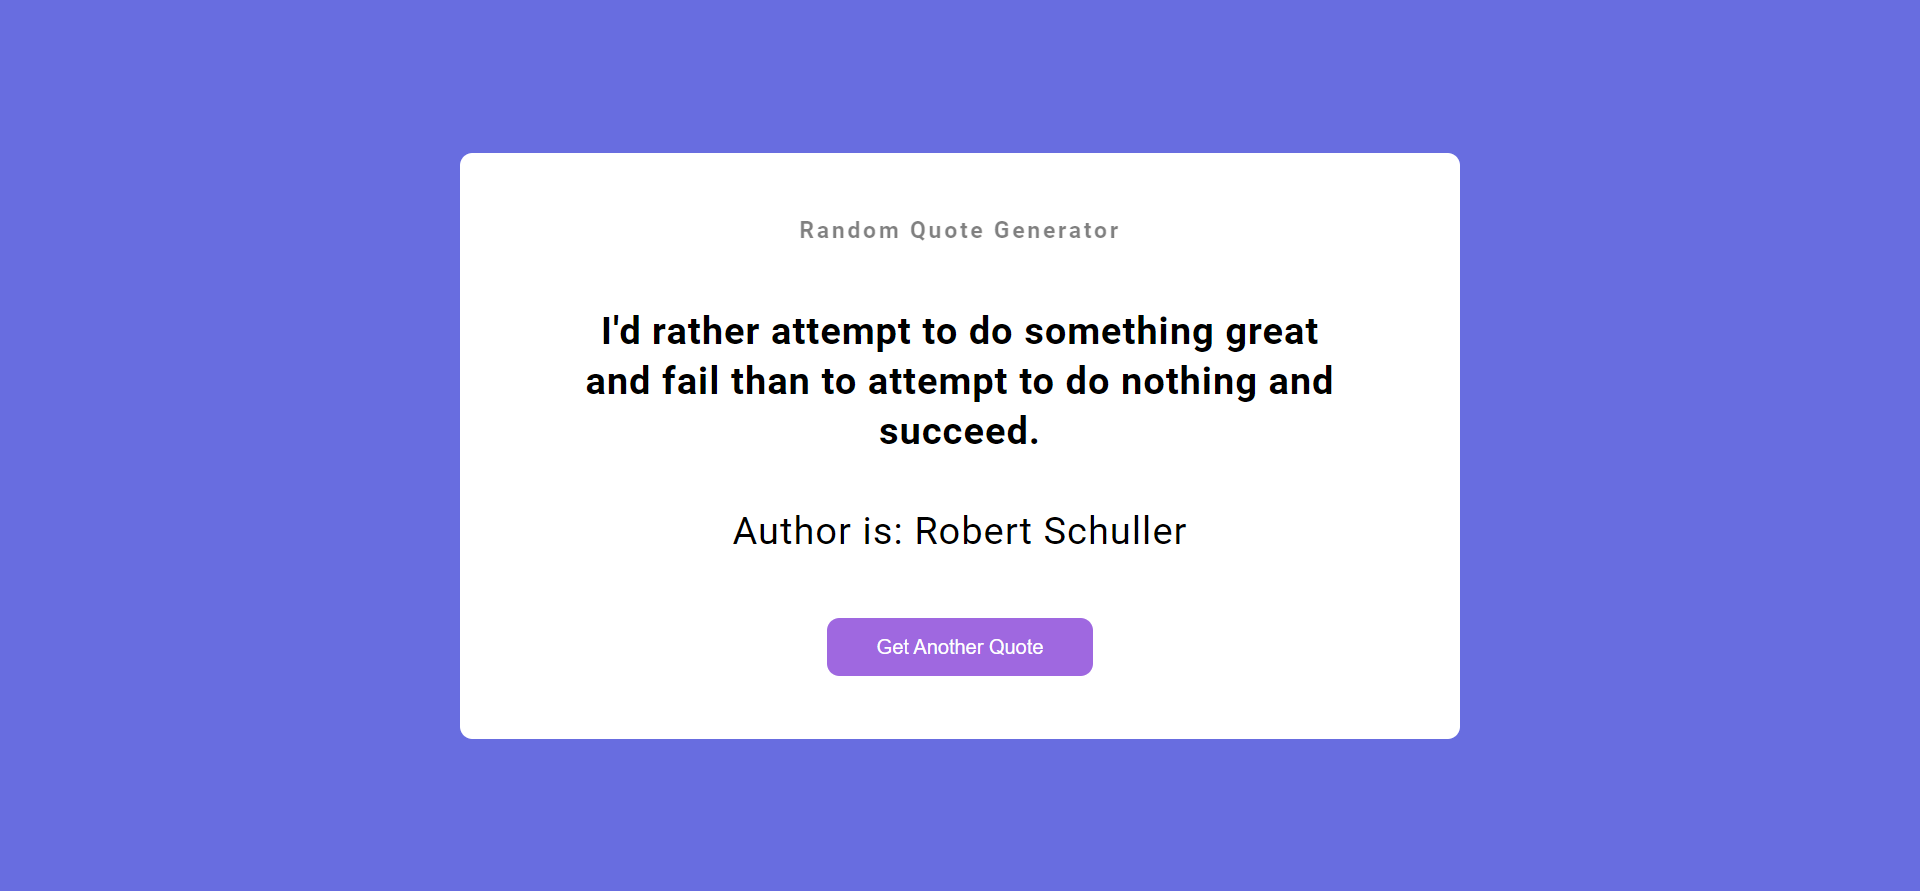 Random Quote Generator
I'd rather attempt to do something great
and fail than to attempt to do nothing and
succeed.
Author is: Robert Schuller
Get Another Quote